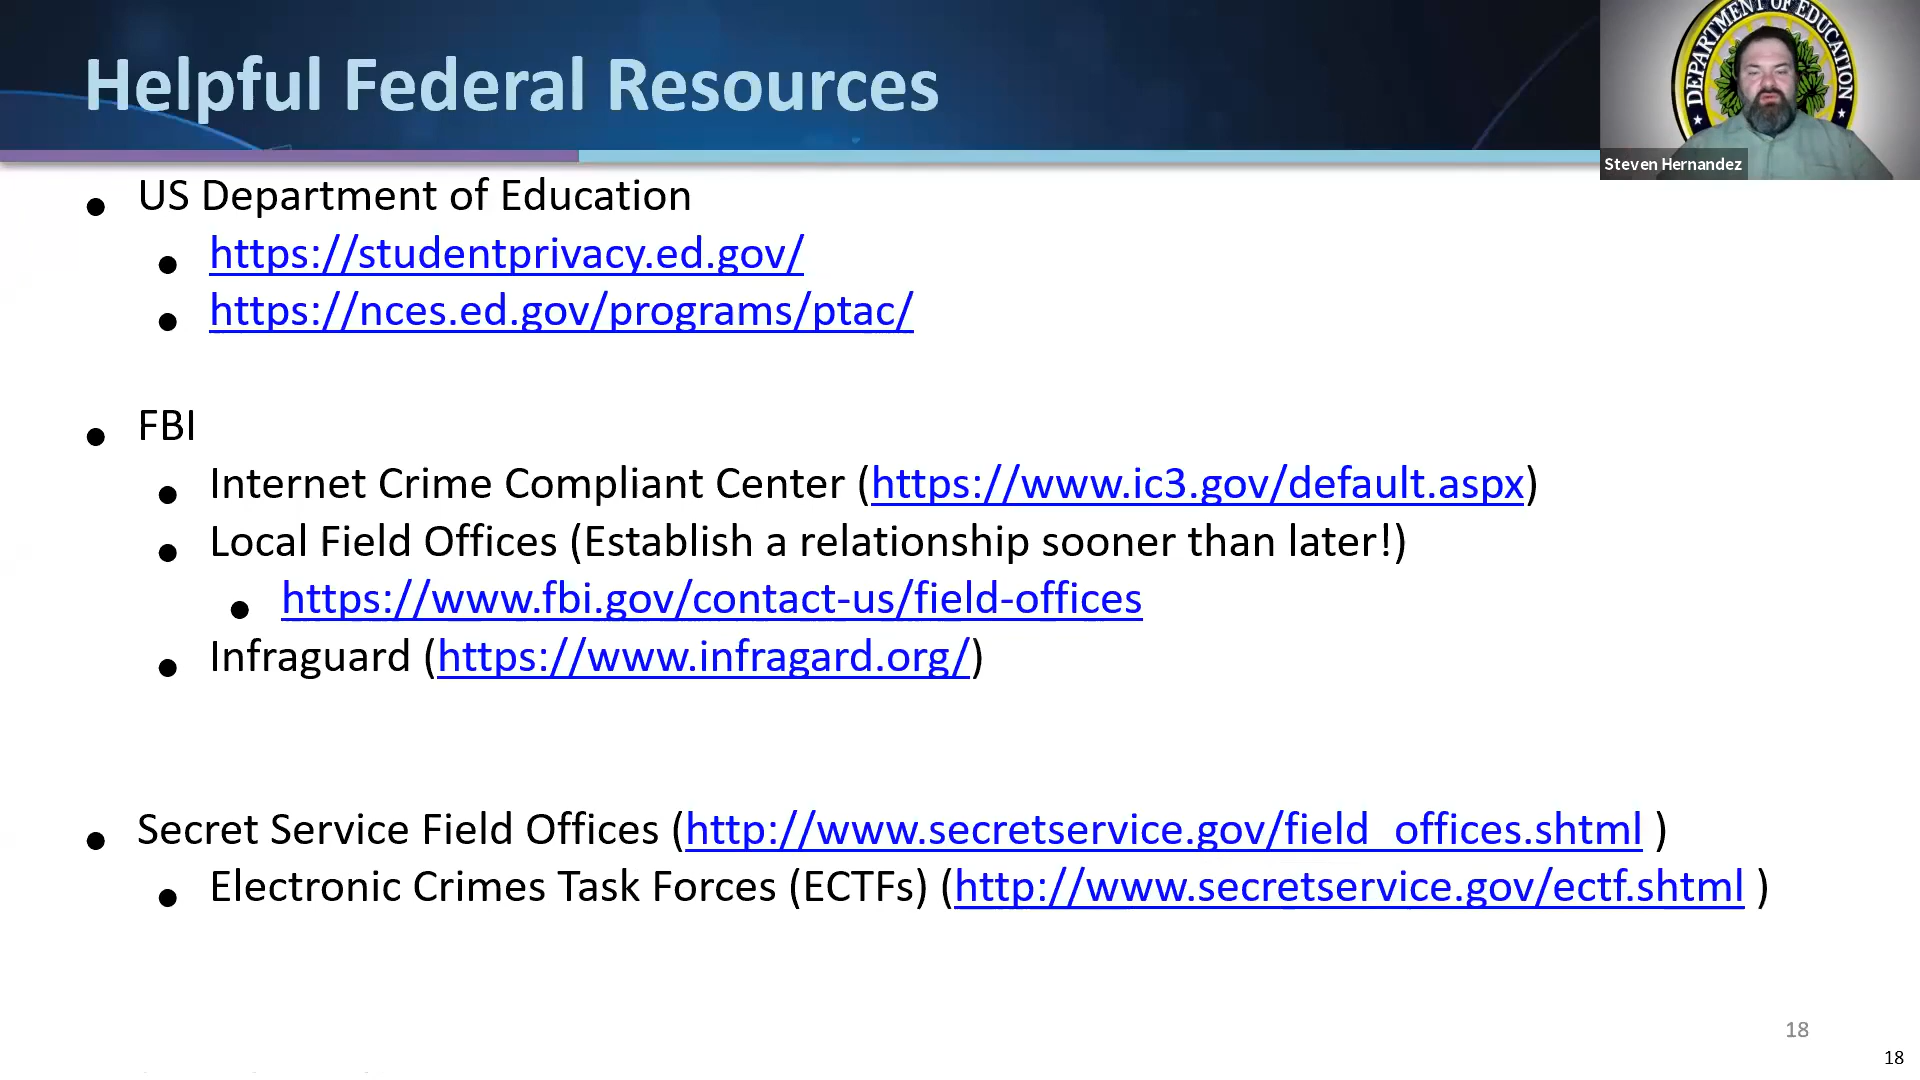 Helpful Federal Resources
DEPARTMENT OF EDUCATION
Steven Hernandez
US Department of Education
https://studentprivacy.ed.gov/
https://nces.ed.gov/programs/ptac/
FBI
Internet Crime Compliant Center (https://www.ic3.gov/default.aspx)
Local Field Offices (Establish a relationship sooner than later!)
https://www.fbi.gov/contact-us/field-offices
Infraguard (https://www.infragard.org/)
Secret Service Field Offices (http://www.secretservice.gov/field_offices.shtml )
Electronic Crimes Task Forces (ECTFs) (http://www.secretservice.gov/ectf.shtml )
18
18